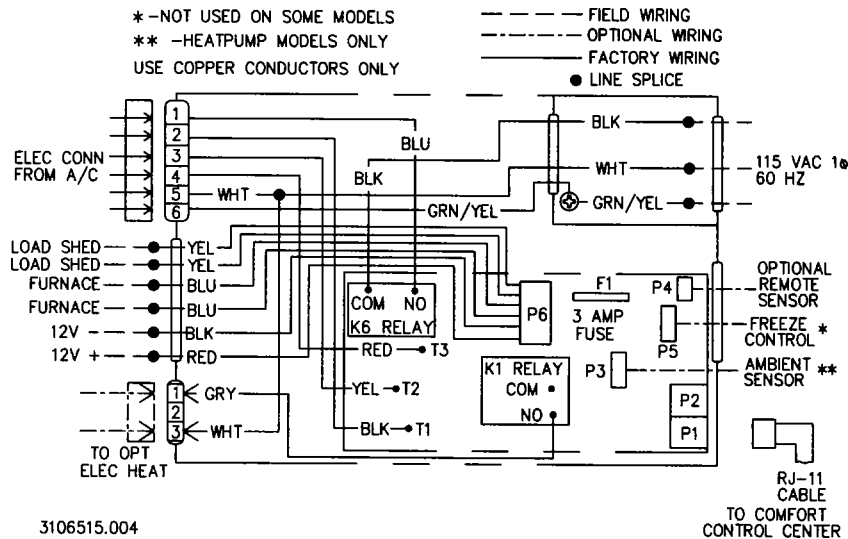 * -NOT USED ON SOME MODELS
** -HEATPUMP MODELS ONLY
USE COPPER CONDUCTORS ONLY
FIELD WIRING
OPTIONAL WIRING
FACTORY WIRING
LINE SPLICE
1
2
3
4
5
6
ELEC CONN
FROM A/C
WHT
BLU
BLK
GRN/YEL
BLK
WHT
GRN/YEL
115 VAC 1ø
60 HZ
LOAD SHED
YEL
LOAD SHED
YEL
FURNACE
BLU
FURNACE
BLU
12V -
BLK
12V +
RED
COM NO
K6 RELAY
P6
F1
3 AMP
FUSE
P4
P5
P3
OPTIONAL
REMOTE
SENSOR
FREEZE
CONTROL *
AMBIENT
SENSOR **
RED
T3
YEL
T2
BLK
T1
K1 RELAY
COM
NO
P2
P1
1
2
3
GRY
WHT
TO OPT
ELEC HEAT
RJ-11
CABLE
TO COMFORT
CONTROL CENTER
3106515.004